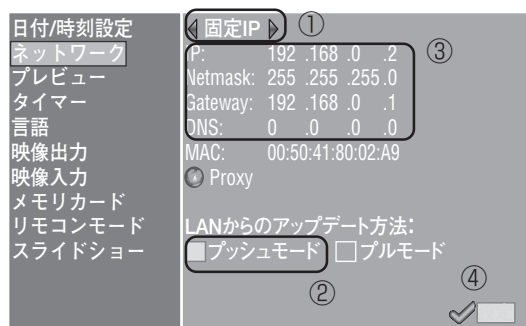 日付/時刻設定
ネットワーク
プレビュー
タイマー
言語
映像出力
映像入力
メモリカード
リモコンモード
スライドショー
固定IP ①
IP: 192 .168 .0 .2 ③
Netmask: 255 .255 .255 .0
Gateway: 192 .168 .0 .1
DNS: 0 .0 .0 .0
MAC: 00:50:41:80:02:A9
Proxy
LANからのアップデート方法:
プッシュモード プルモード
②
④